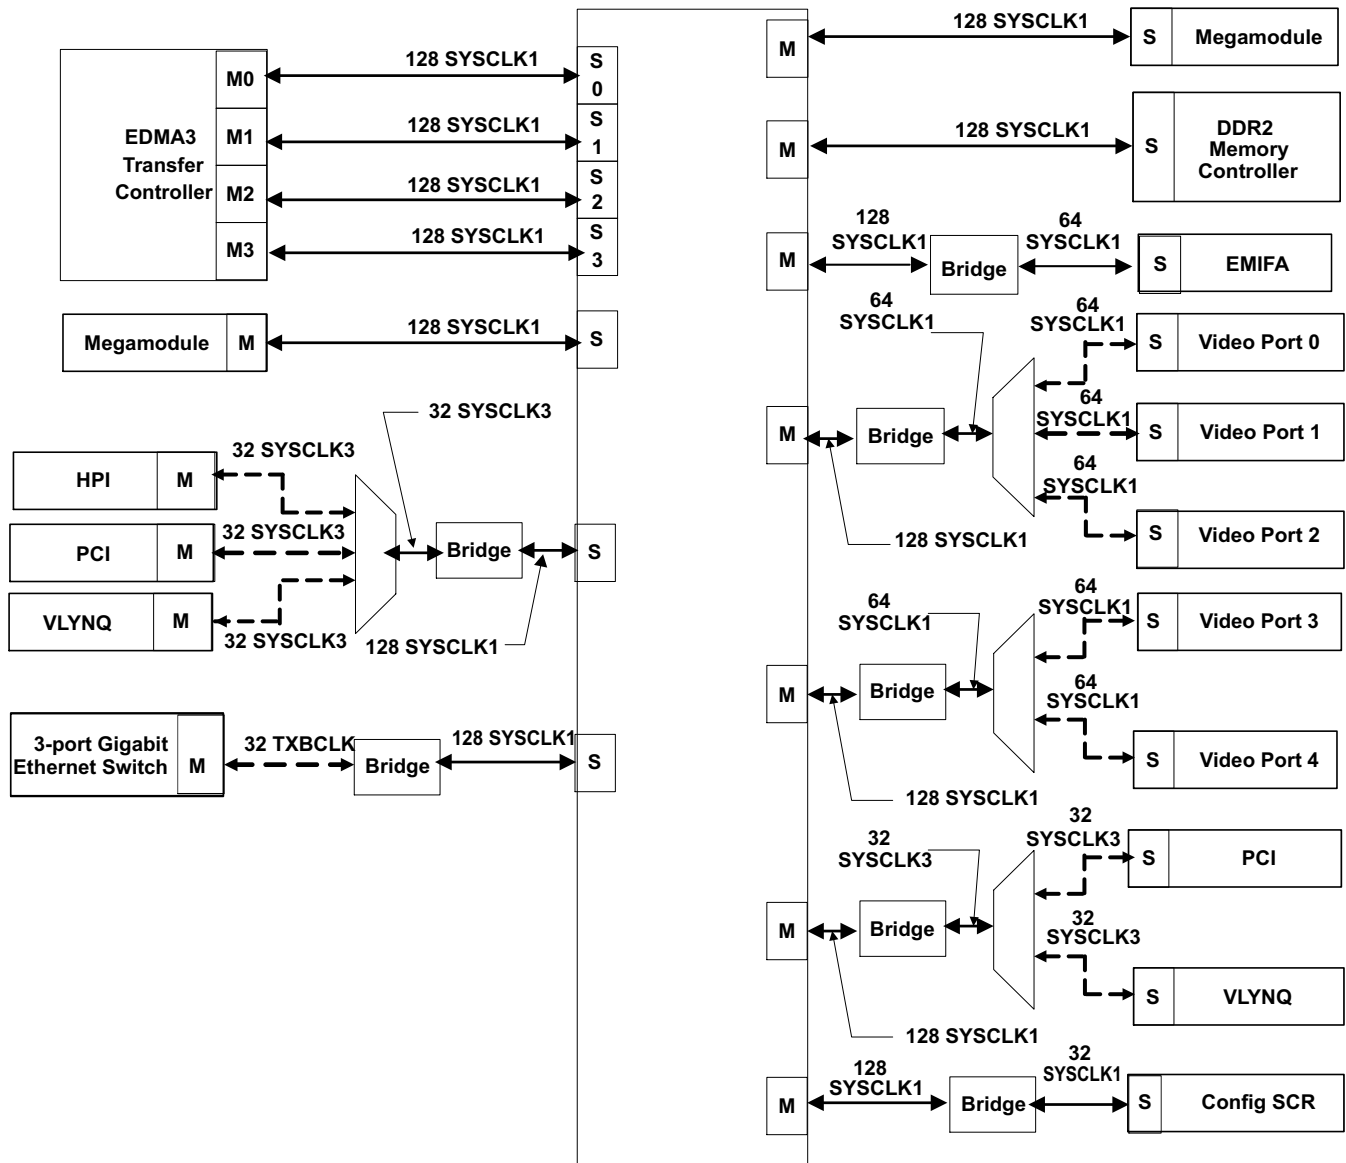 EDMA3
Transfer
Controller
M0
128 SYSCLK1
S
0
M1
128 SYSCLK1
S
1
M2
128 SYSCLK1
S
2
M3
128 SYSCLK1
S
3
Megamodule
M
128 SYSCLK1
S
32 SYSCLK3
HPI
M
32 SYSCLK3
PCI
M
32 SYSCLK3
VLYNQ
M
32 SYSCLK3
Bridge
128 SYSCLK1
S
3-port Gigabit
Ethernet Switch
M
32 TXBCLK
Bridge
128 SYSCLK1
S
M
128 SYSCLK1
S
Megamodule
M
128 SYSCLK1
S
DDR2
Memory
Controller
M
128
SYSCLK1
Bridge
64
SYSCLK1
S
EMIFA
M
128 SYSCLK1
Bridge
64
SYSCLK1
64
SYSCLK1
S
Video Port 0
64
SYSCLK1
S
Video Port 1
64
SYSCLK1
S
Video Port 2
M
128 SYSCLK1
Bridge
64
SYSCLK1
64
SYSCLK1
S
Video Port 3
64
SYSCLK1
S
Video Port 4
M
128 SYSCLK1
Bridge
32
SYSCLK3
32
SYSCLK3
S
PCI
32
SYSCLK3
S
VLYNQ
M
128
SYSCLK1
Bridge
32
SYSCLK1
S
Config SCR